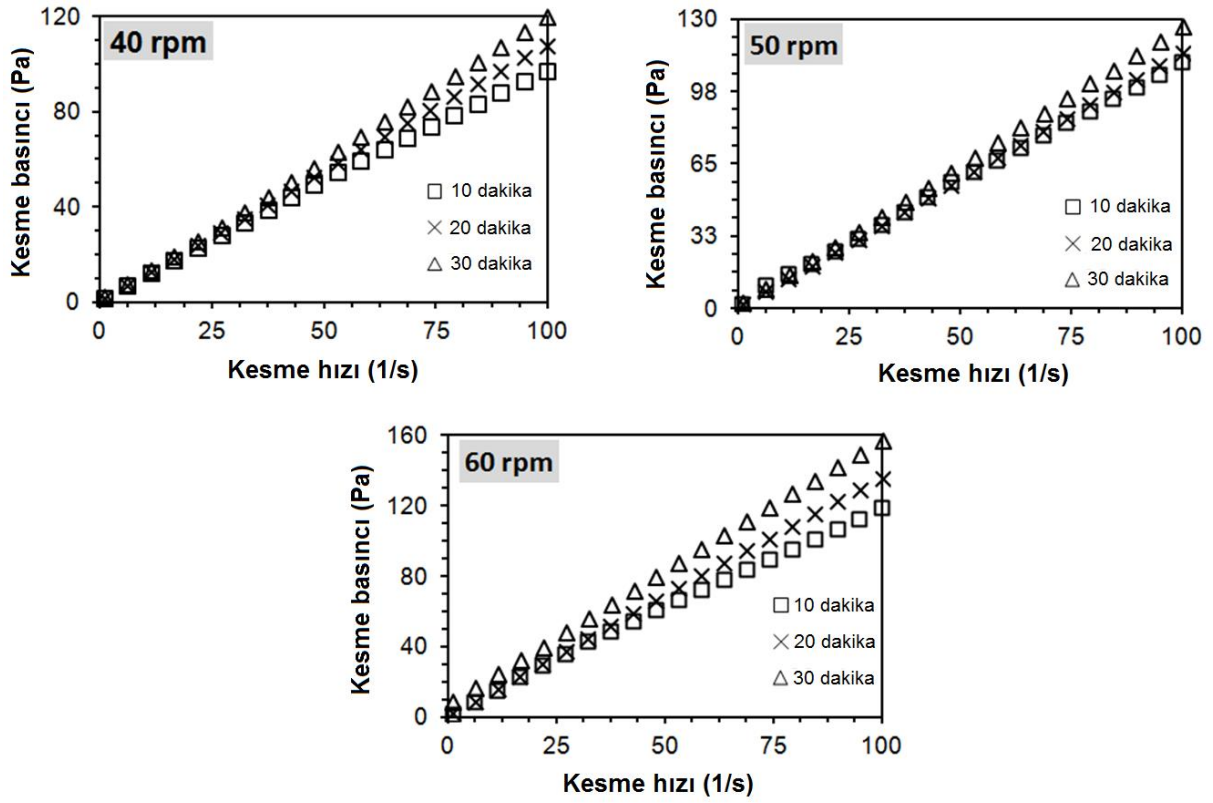 40 rpm
Kesme basıncı (Pa)
120
80
40
0
0 25 50 75 100
Kesme hızı (1/s)
10 dakika
20 dakika
30 dakika
50 rpm
Kesme basıncı (Pa)
130
98
65
33
0
0 25 50 75 100
Kesme hızı (1/s)
10 dakika
20 dakika
30 dakika
60 rpm
Kesme basıncı (Pa)
160
120
80
40
0
0 25 50 75 100
Kesme hızı (1/s)
10 dakika
20 dakika
30 dakika